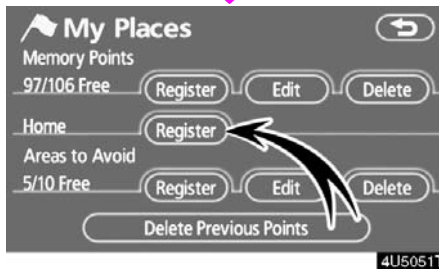 My Places
Memory Points
97/106 Free Register Edit Delete
Home Register
Areas to Avoid
5/10 Free Register Edit Delete
Delete Previous Points
4U5051